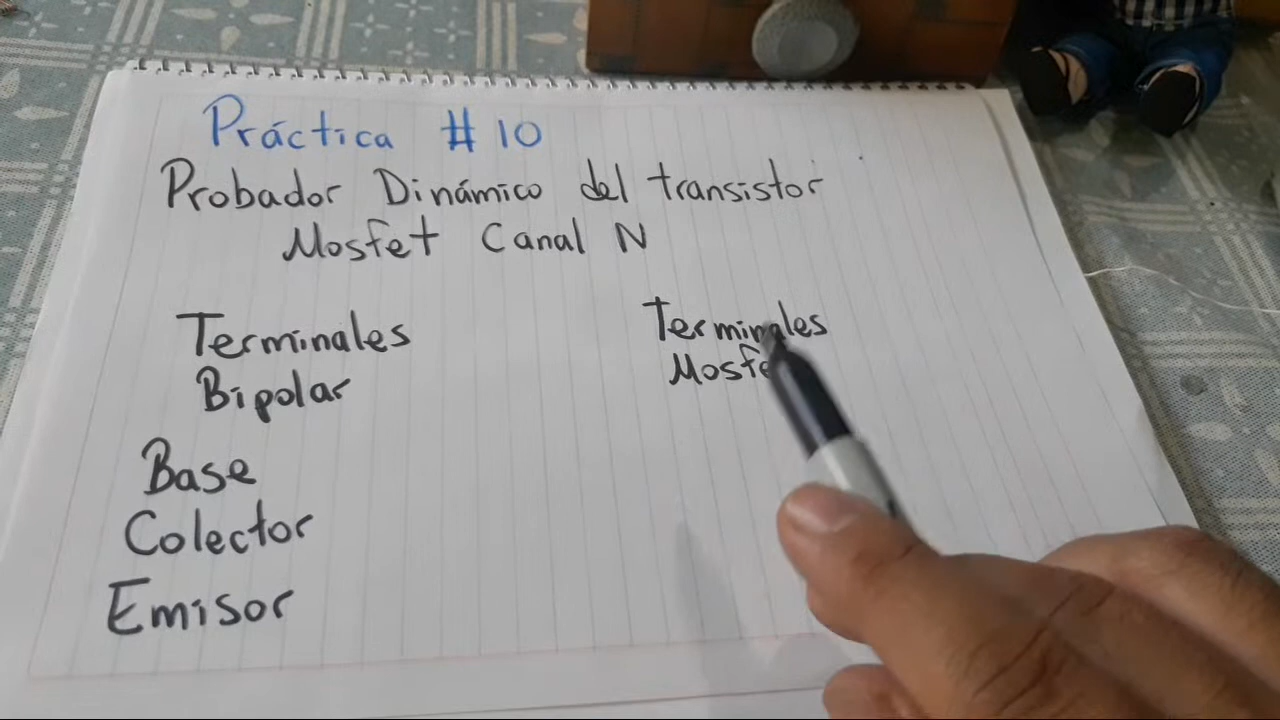 Práctica #10
Probador Dinámico del transistor
Mosfet Canal N
Terminales
Bipolar
Base
Colector
Emisor
Terminales